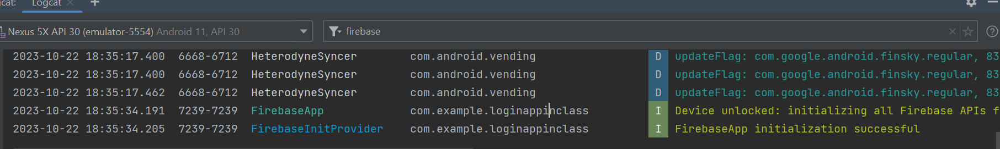 Logcat
Nexus 5X API 30 (emulator-5554) Android 11, API 30
firebase
2023-10-22 18:35:17.400 6668-6712 HeterodyneSyncer com.android.vending D updateFlag: com.google.android.finsky.regular, 83
2023-10-22 18:35:17.400 6668-6712 HeterodyneSyncer com.android.vending D updateFlag: com.google.android.finsky.regular, 83
2023-10-22 18:35:17.462 6668-6712 HeterodyneSyncer com.android.vending D updateFlag: com.google.android.finsky.regular, 83
2023-10-22 18:35:34.191 7239-7239 FirebaseApp com.example.loginappinclass I Device unlocked: initializing all Firebase APIs f
2023-10-22 18:35:34.205 7239-7239 FirebaseInitProvider com.example.loginappinclass I FirebaseApp initialization successful